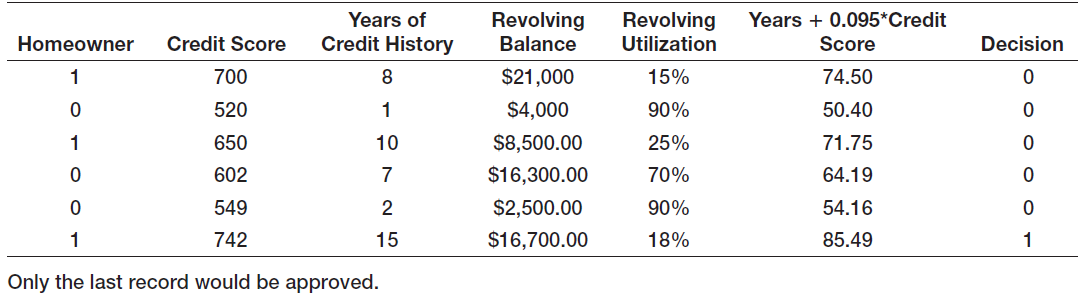 Years of Revolving Revolving Years + 0.095*Credit
Homeowner Credit Score Credit History Balance Utilization Score Decision
1 700 8 $21,000 15% 74.50 0
0 520 1 $4,000 90% 50.40 0
1 650 10 $8,500.00 25% 71.75 0
0 602 7 $16,300.00 70% 64.19 0
0 549 2 $2,500.00 90% 54.16 0
1 742 15 $16,700.00 18% 85.49 1
Only the last record would be approved.